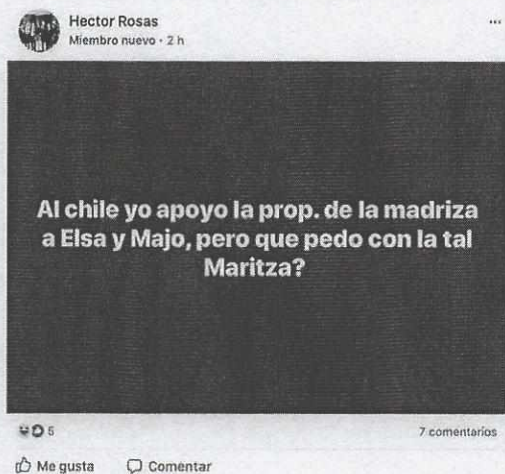 Hector Rosas
Miembro nuevo · 2 h
Al chile yo apoyo la prop. de la madriza
a Elsa y Majo, pero que pedo con la tal
Maritza?
5
7 comentarios
Me gusta
Comentar